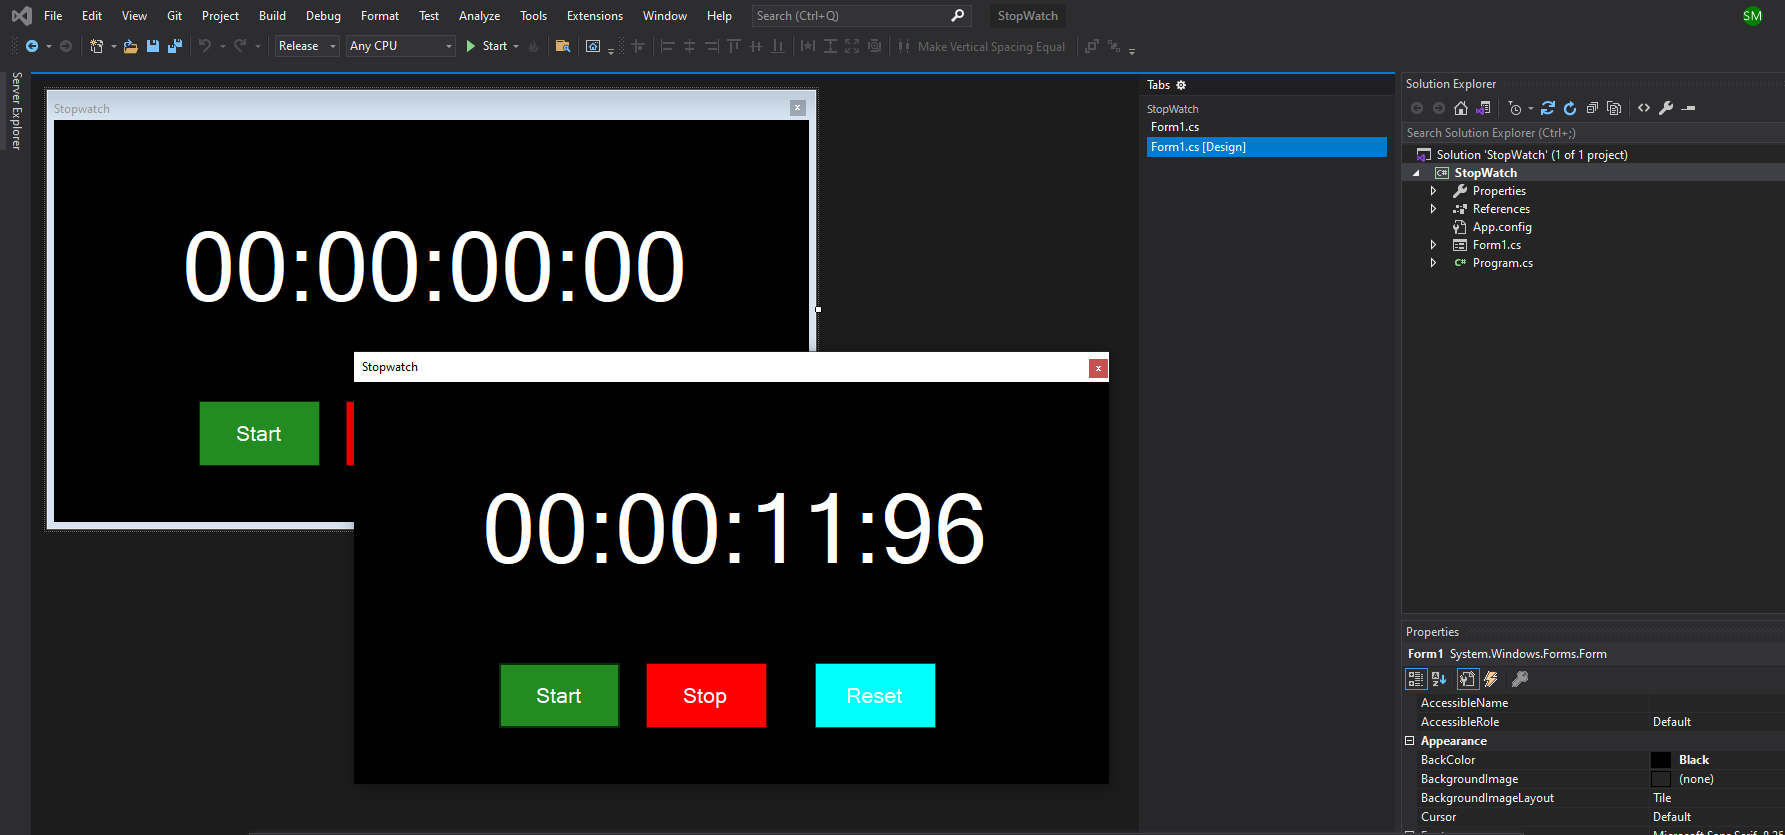 File Edit View Git Project Build Debug Format Test Analyze Tools Extensions Window Help Search (Ctrl+Q) StopWatch SM
Release Any CPU Start Make Vertical Spacing Equal
Server Explorer
Stopwatch x
00:00:00:00
Start
Stopwatch x
00:00:11:96
Start Stop Reset
Tabs
StopWatch
Form1.cs
Form1.cs [Design]
Solution Explorer
Search Solution Explorer (Ctrl+;)
Solution 'StopWatch' (1 of 1 project)
C# StopWatch
Properties
References
App.config
Form1.cs
C# Program.cs
Properties
Form1 System.Windows.Forms.Form
AccessibleName
AccessibleRole Default
Appearance
BackColor Black
BackgroundImage (none)
BackgroundImageLayout Tile
Cursor Default